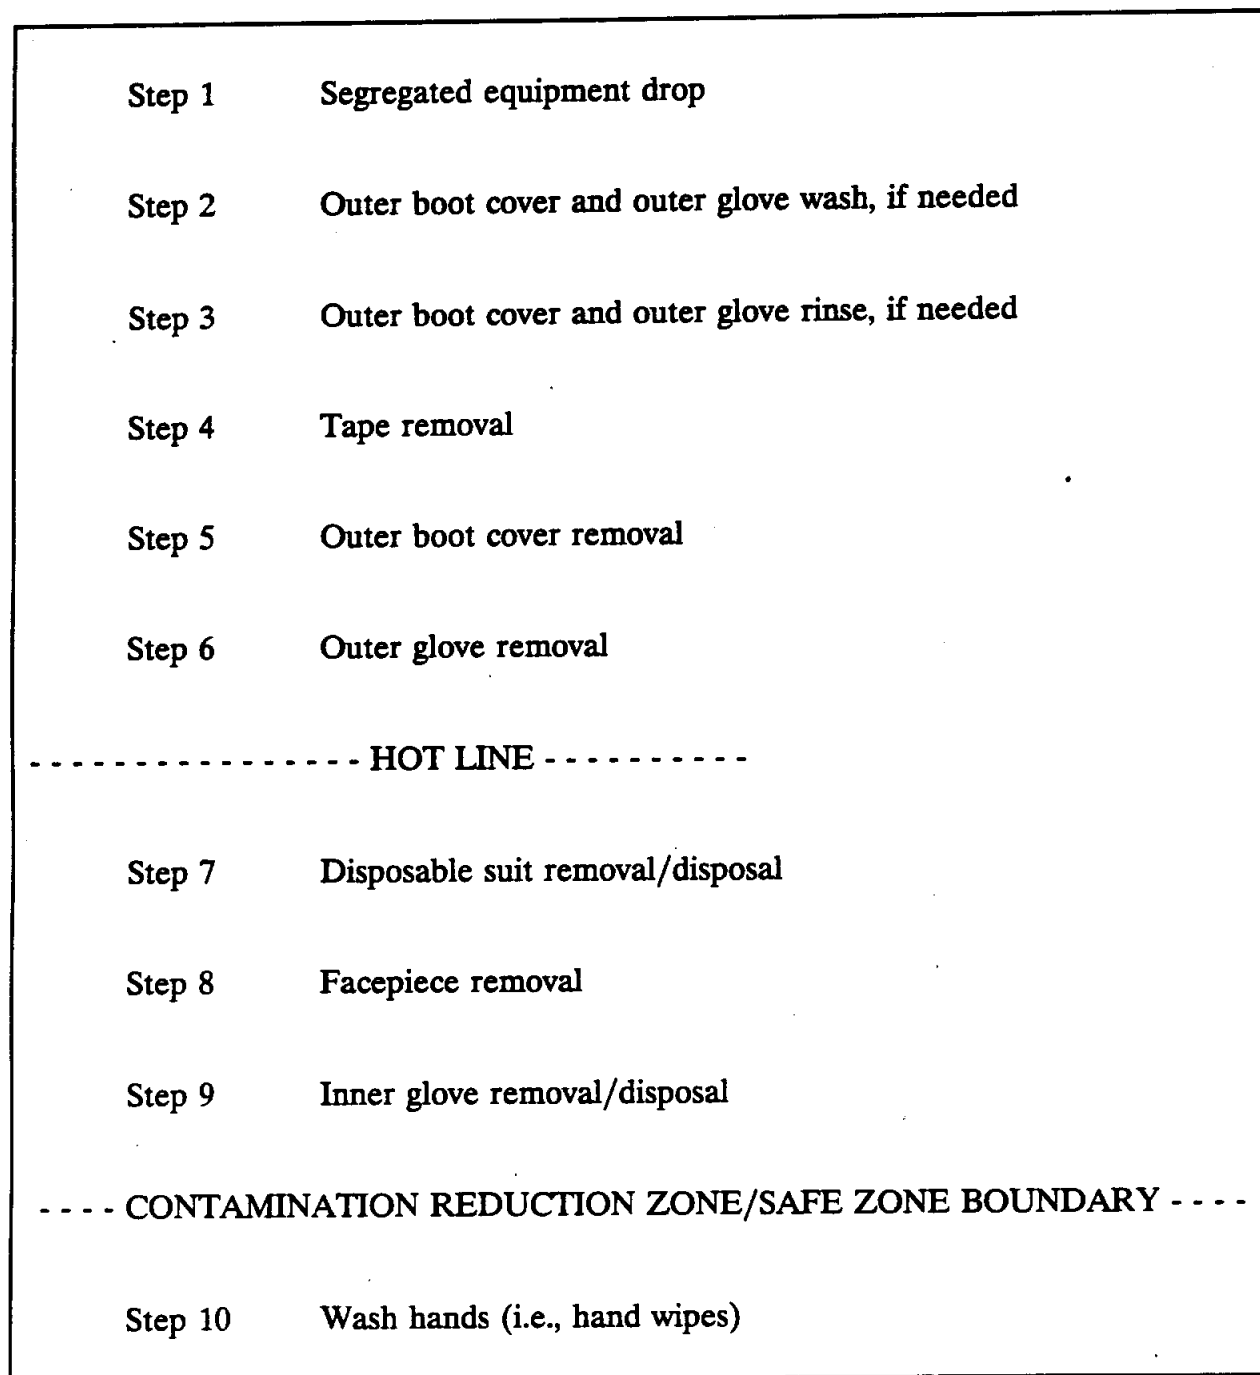 Step 1 Segregated equipment drop
Step 2 Outer boot cover and outer glove wash, if needed
Step 3 Outer boot cover and outer glove rinse, if needed
Step 4 Tape removal
Step 5 Outer boot cover removal
Step 6 Outer glove removal
- - - - - - - - - - - - - - - - HOT LINE - - - - - - - - - -
Step 7 Disposable suit removal/disposal
Step 8 Facepiece removal
Step 9 Inner glove removal/disposal
- - - - CONTAMINATION REDUCTION ZONE/SAFE ZONE BOUNDARY - - - -
Step 10 Wash hands (i.e., hand wipes)